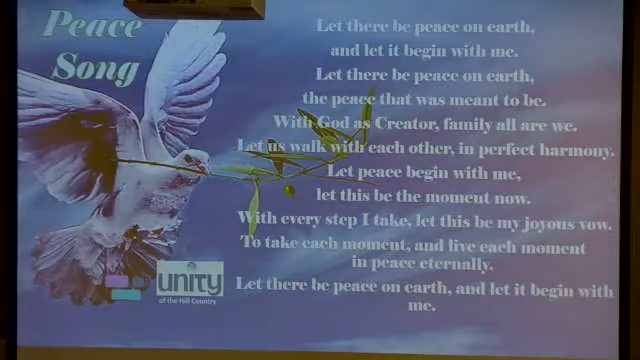 Peace
Song
Let there be peace on earth,
and let it begin with me.
Let there be peace on earth,
the peace that was meant to be.
With God as Creator, family all are we.
Let us walk with each other, in perfect harmony.
Let peace begin with me,
let this be the moment now.
With every step I take, let this be my joyous vow.
To take each moment, and live each moment
in peace eternally.
Let there be peace on earth, and let it begin with
me.
unity
of the Hill Country